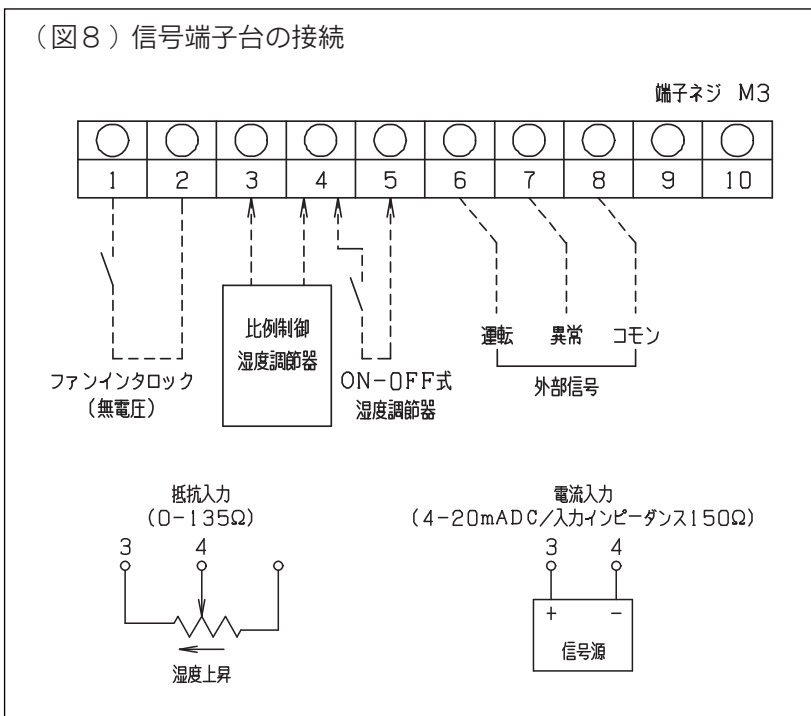 （図８）信号端子台の接続
端子ネジ M3
1 2 3 4 5 6 7 8 9 10
比例制御
湿度調節器
運転 異常 コモン
ファンインタロック
（無電圧）
ON-OFF式
湿度調節器
外部信号
抵抗入力
（0-135Ω）
3 4
湿度上昇
電流入力
（4-20mADC/入力インピーダンス150Ω）
3 4
+ -
信号源